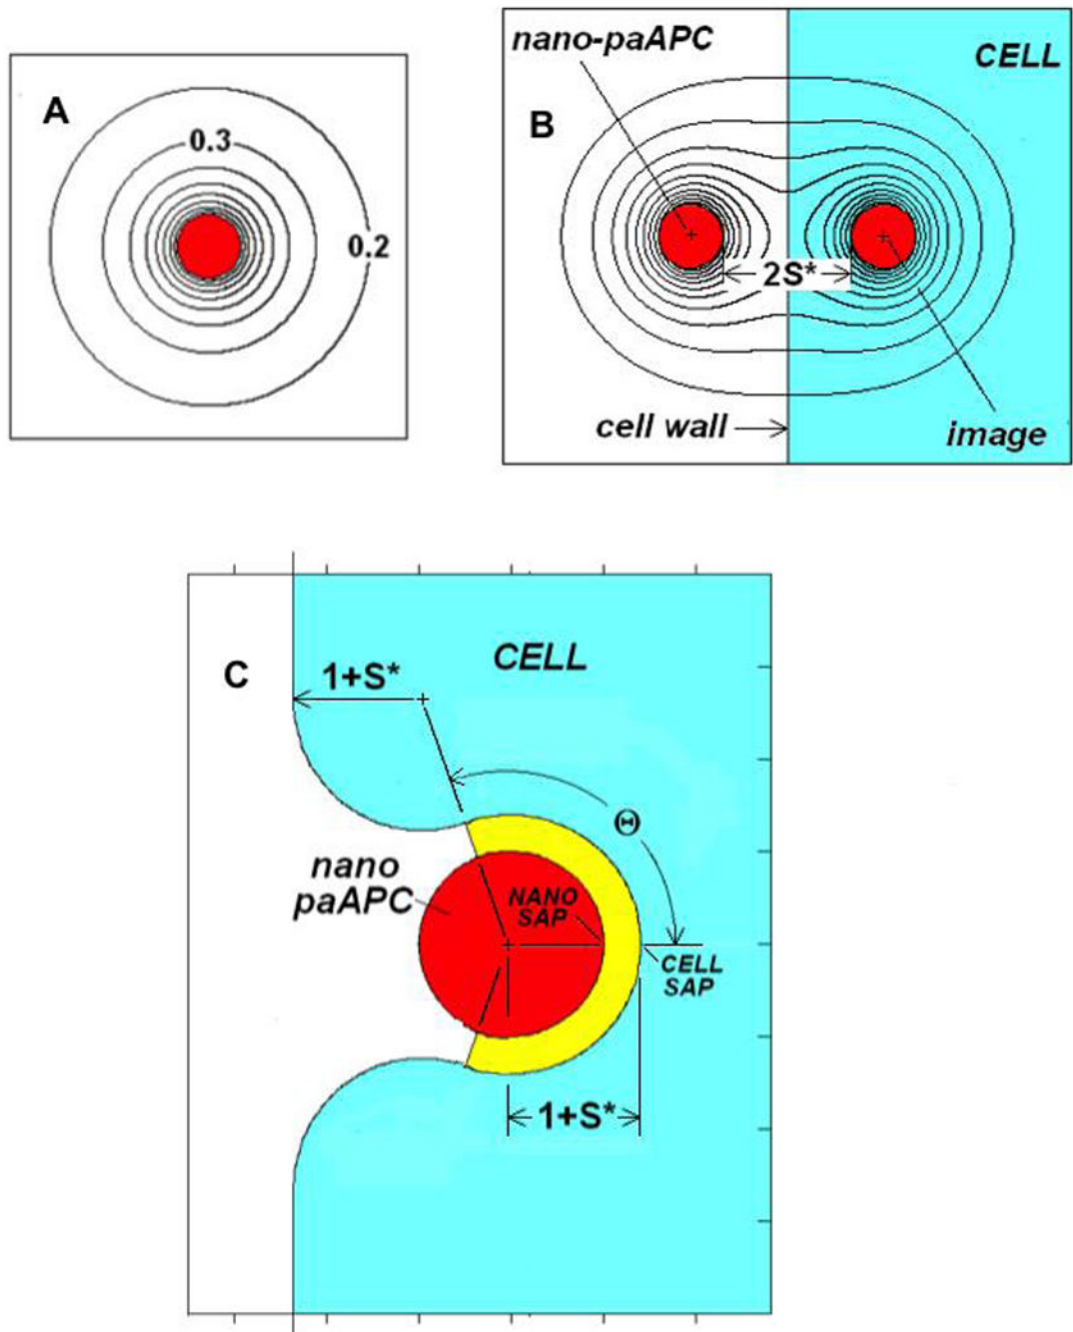 A
0.3
0.2
nano-paAPC
CELL
B
2S*
cell wall
image
C
CELL
1+S*
Θ
nano
paAPC
NANO
SAP
CELL
SAP
1+S*